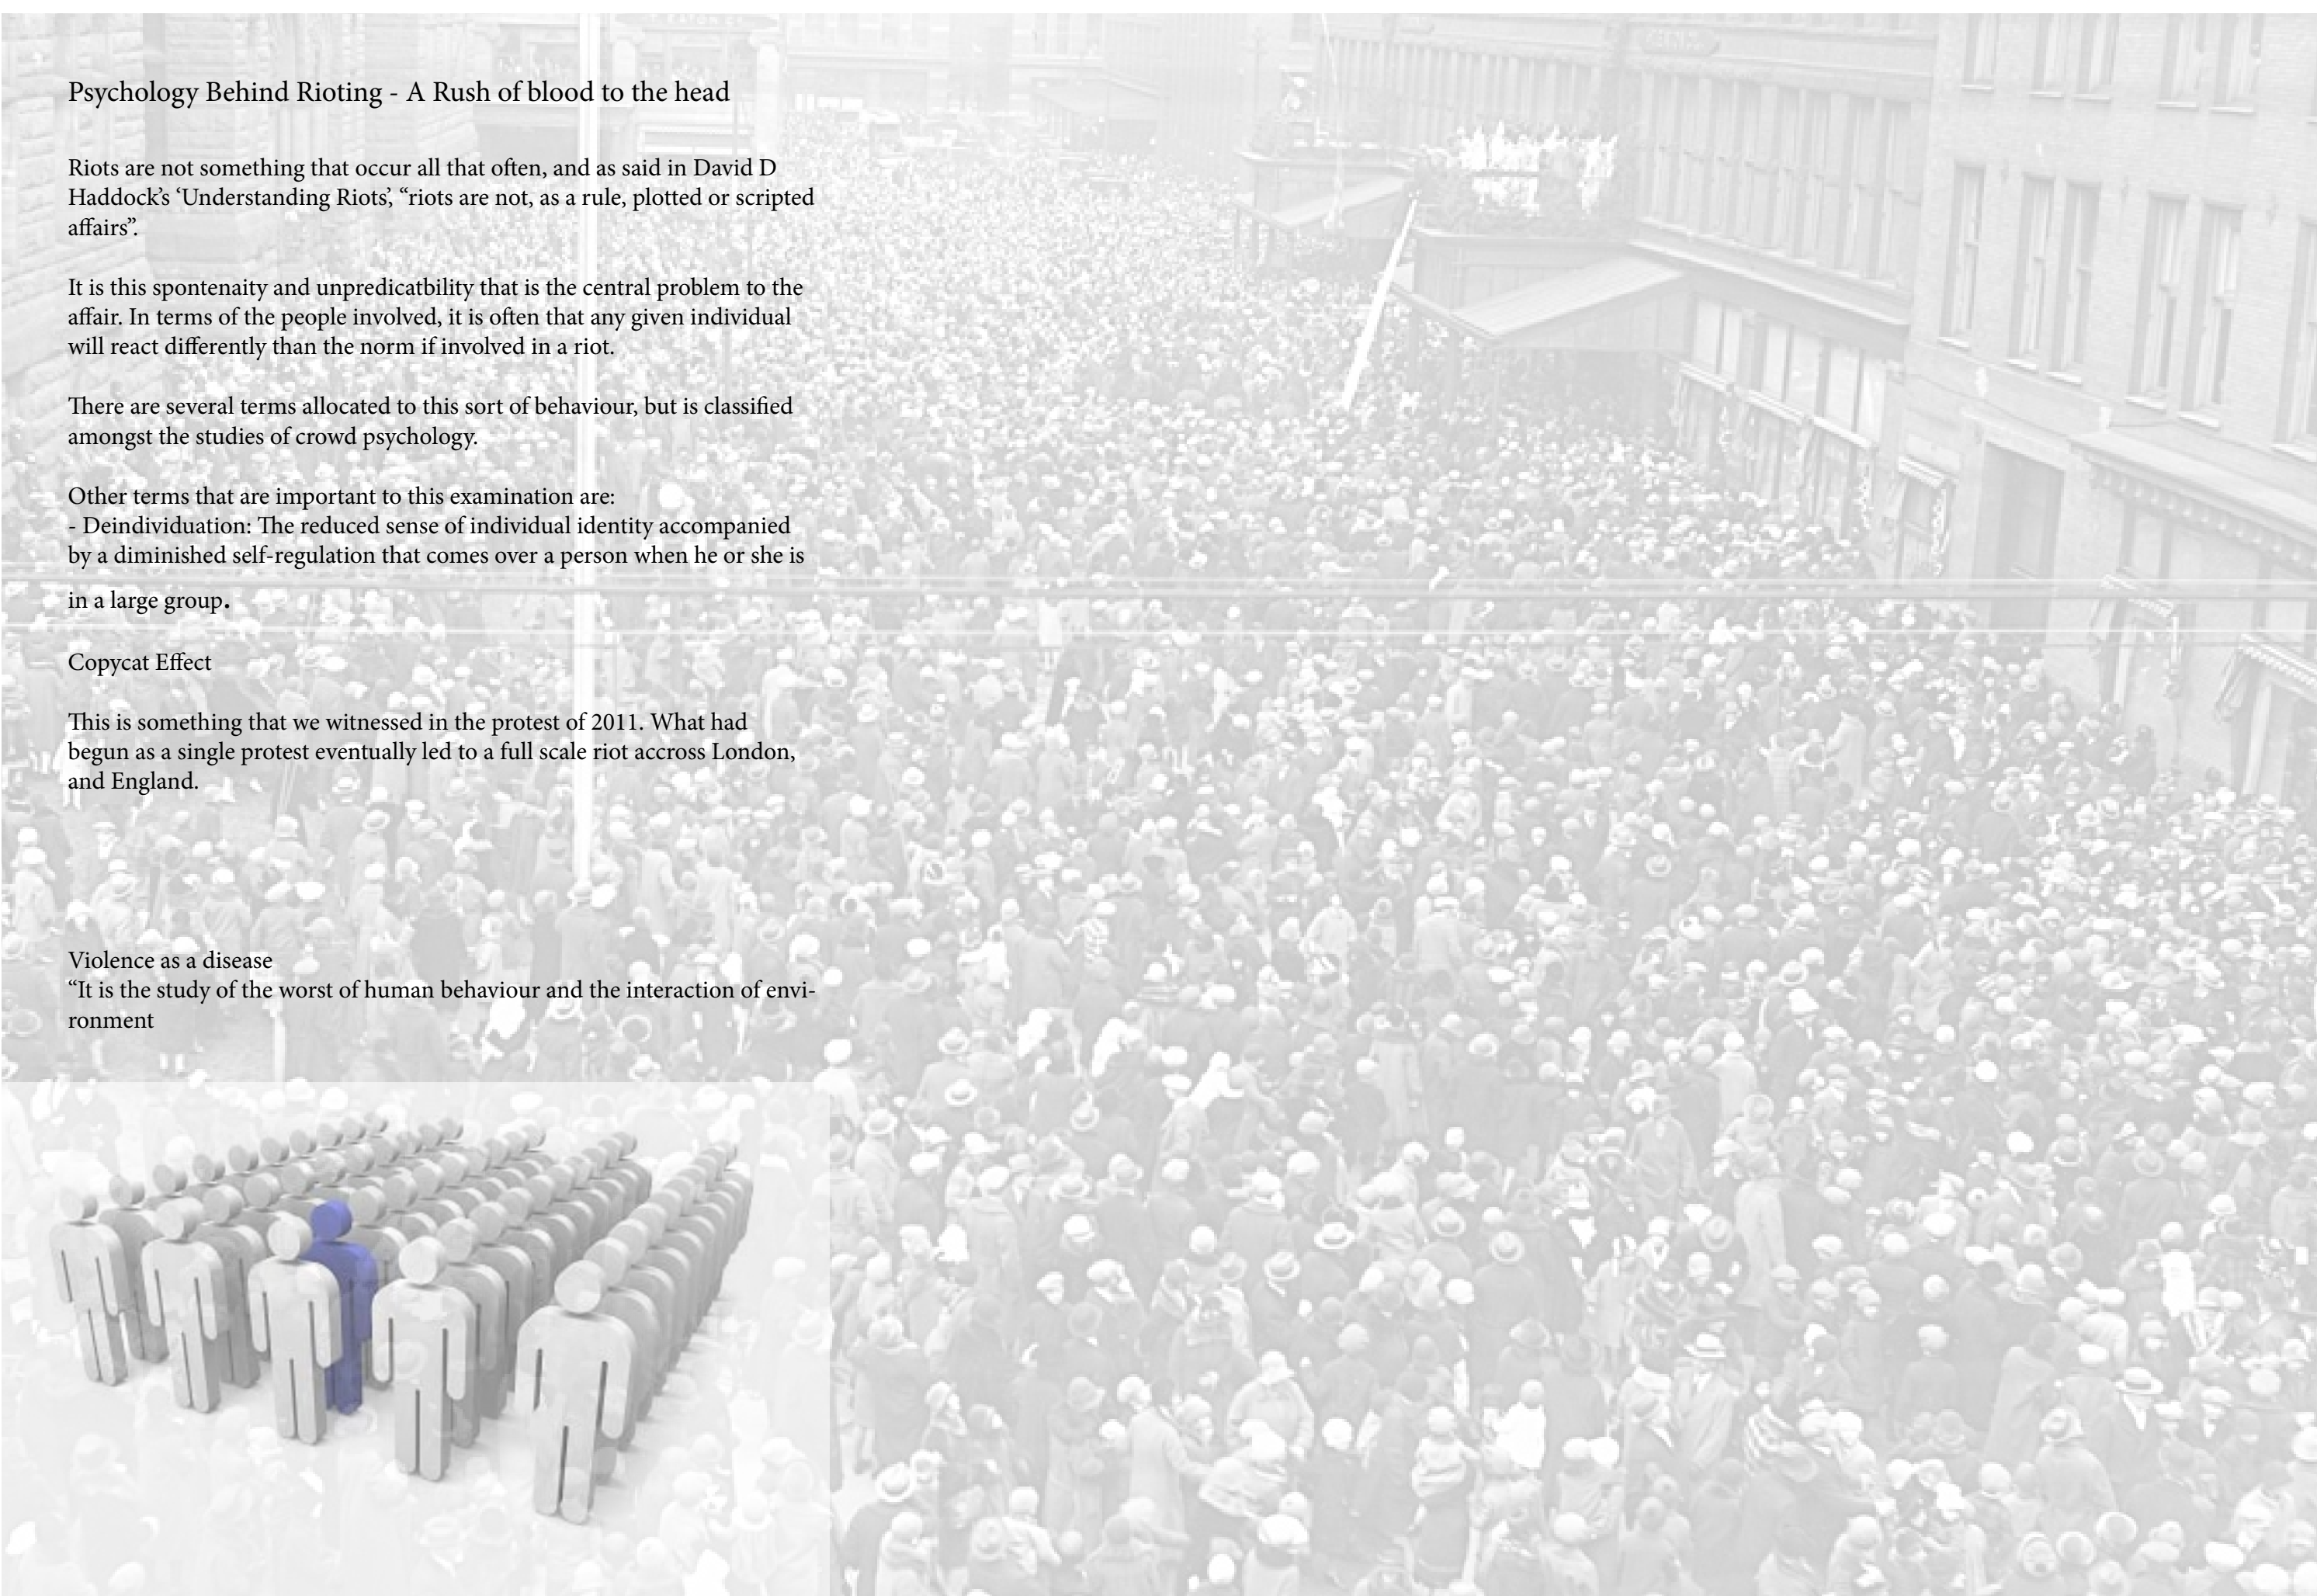 T. EATON Co
Psychology Behind Rioting - A Rush of blood to the head
Riots are not something that occur all that often, and as said in David D
Haddock’s ‘Understanding Riots’, “riots are not, as a rule, plotted or scripted
affairs”.
It is this spontenaity and unpredicatbility that is the central problem to the
affair. In terms of the people involved, it is often that any given individual
will react differently than the norm if involved in a riot.
There are several terms allocated to this sort of behaviour, but is classified
amongst the studies of crowd psychology.
Other terms that are important to this examination are:
- Deindividuation: The reduced sense of individual identity accompanied
by a diminished self-regulation that comes over a person when he or she is
in a large group.
Copycat Effect
This is something that we witnessed in the protest of 2011. What had
begun as a single protest eventually led to a full scale riot accross London,
and England.
Violence as a disease
“It is the study of the worst of human behaviour and the interaction of envi-
ronment